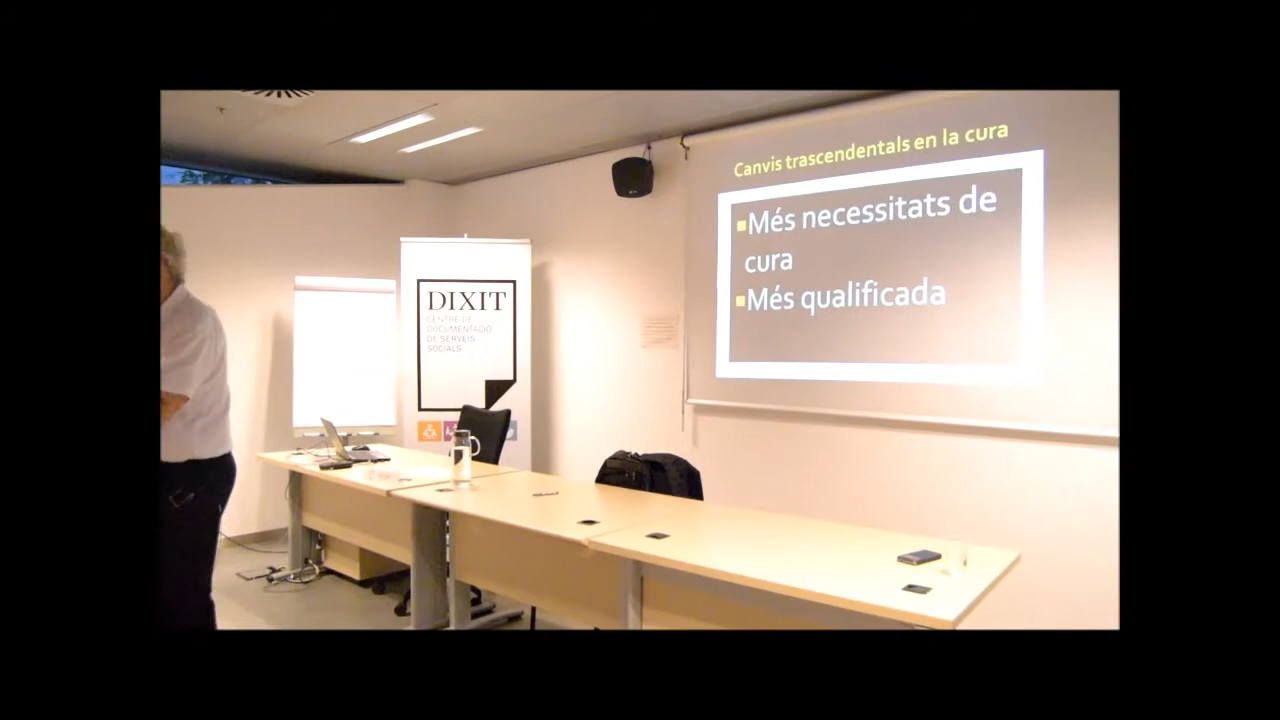 Canvis trascendentals en la cura
▪Més necessitats de
cura
▪Més qualificada
DIXIT
CENTRE DE
DOCUMENTACIÓ
DE SERVEIS
SOCIALS